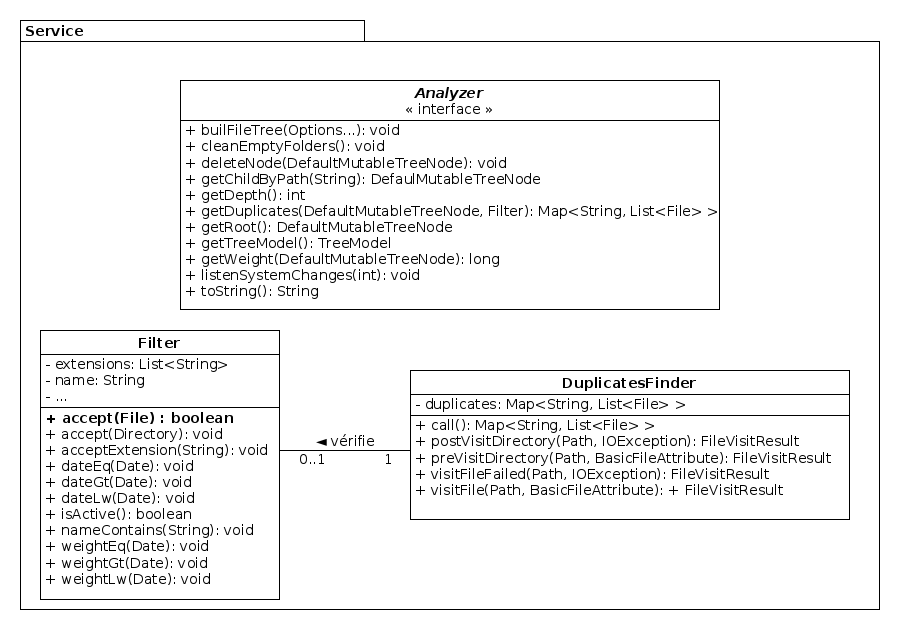 Service
Analyzer
« interface »
+ builFileTree(Options...): void
+ cleanEmptyFolders(): void
+ deleteNode(DefaultMutableTreeNode): void
+ getChildByPath(String): DefaulMutableTreeNode
+ getDepth(): int
+ getDuplicates(DefaultMutableTreeNode, Filter): Map<String, List<File> >
+ getRoot(): DefaultMutableTreeNode
+ getTreeModel(): TreeModel
+ getWeight(DefaultMutableTreeNode): long
+ listenSystemChanges(int): void
+ toString(): String
Filter
- extensions: List<String>
- name: String
- ...
+ accept(File) : boolean
+ accept(Directory): void
+ acceptExtension(String): void
+ dateEq(Date): void
+ dateGt(Date): void
+ dateLw(Date): void
+ isActive(): boolean
+ nameContains(String): void
+ weightEq(Date): void
+ weightGt(Date): void
+ weightLw(Date): void
◄ vérifie
0..1 1
DuplicatesFinder
- duplicates: Map<String, List<File> >
+ call(): Map<String, List<File> >
+ postVisitDirectory(Path, IOException): FileVisitResult
+ preVisitDirectory(Path, BasicFileAttribute): FileVisitResult
+ visitFileFailed(Path, IOException): FileVisitResult
+ visitFile(Path, BasicFileAttribute): + FileVisitResult